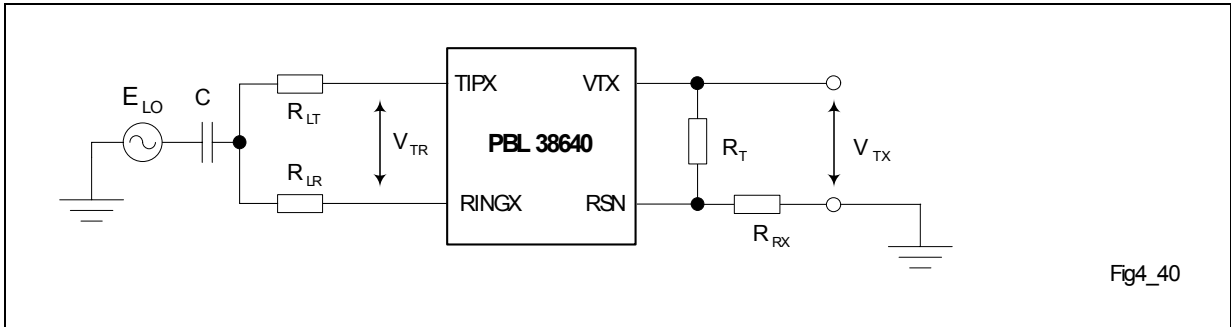 E LO
C
R LT
R LR
V TR
TIPX
VTX
PBL 38640
RINGX
RSN
R T
V TX
R RX
Fig4_40